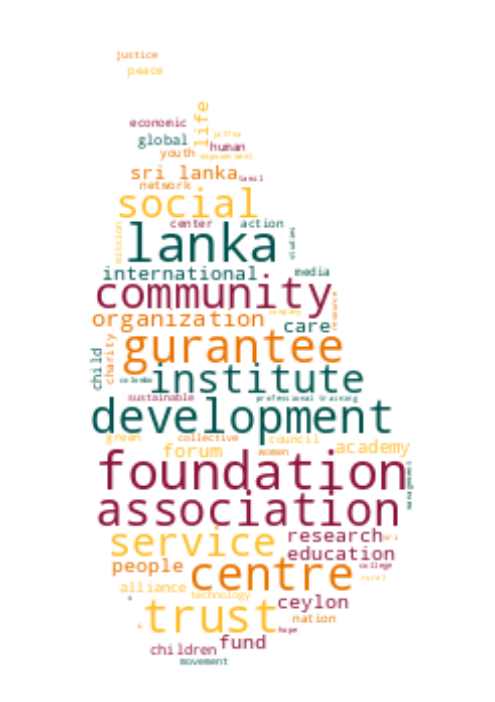 justice
peace
life
economic
jaffna
global
human
youth
empowerment
sri lanka
tamil
network
social
center action
mission
studies
lanka
international media
community
company
resource
organization
care
gurantee
charity
child
colombo
institute
sustainable professional training
development
green collective council
women
forum academy
foundation
management
association
service research
education
people centre college
rural
alliance technology
trust ceylon
nation
hope
children fund
movement